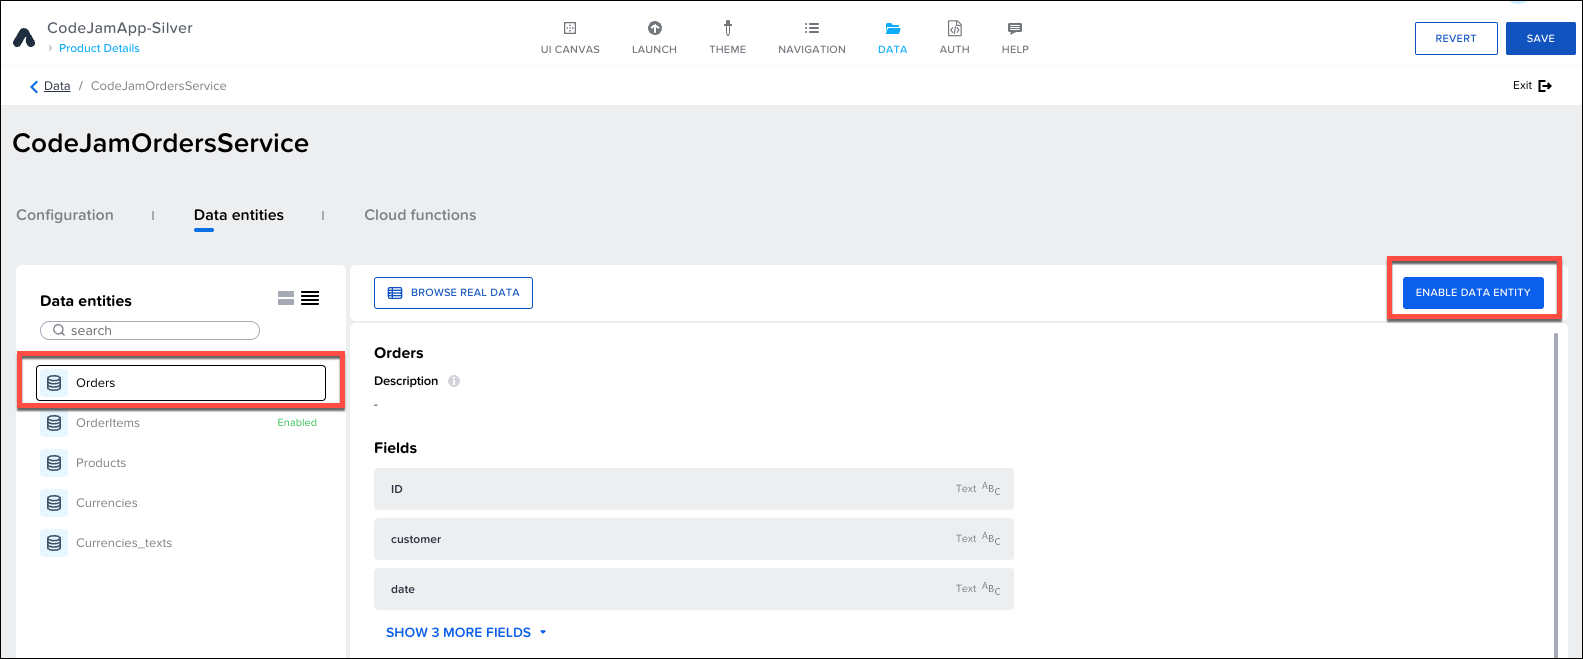 CodeJamApp-Silver
Product Details
UI CANVAS
LAUNCH
THEME
NAVIGATION
DATA
AUTH
HELP
REVERT
SAVE
Data / CodeJamOrdersService
Exit
CodeJamOrdersService
Configuration | Data entities | Cloud functions
Data entities
search
Orders
OrderItems Enabled
Products
Currencies
Currencies_texts
BROWSE REAL DATA
ENABLE DATA ENTITY
Orders
Description
-
Fields
ID Text ABC
customer Text ABC
date Text ABC
SHOW 3 MORE FIELDS